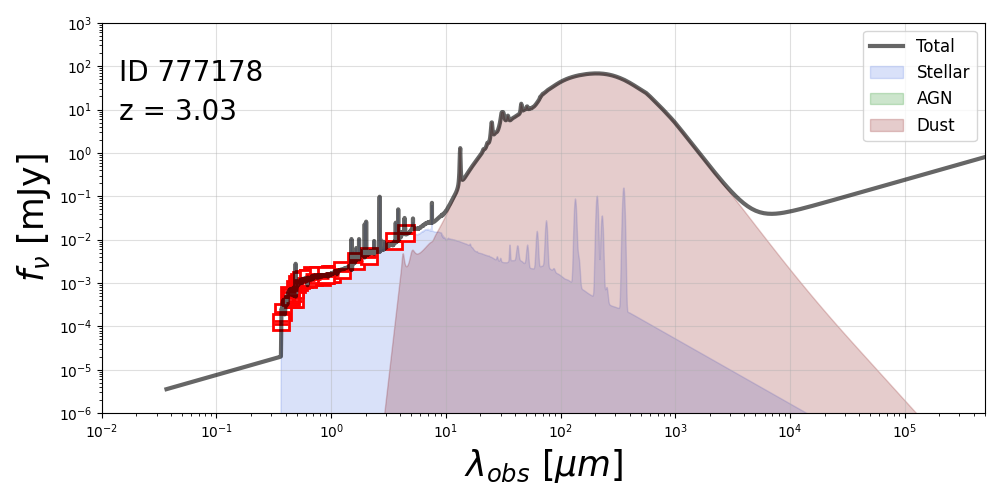 ID 777178
z = 3.03
Total
Stellar
AGN
Dust
10³
10²
10¹
10⁰
10⁻¹
10⁻²
10⁻³
10⁻⁴
10⁻⁵
10⁻⁶
f_ν [mJy]
10⁻² 10⁻¹ 10⁰ 10¹ 10² 10³ 10⁴ 10⁵
λ_obs [μm]